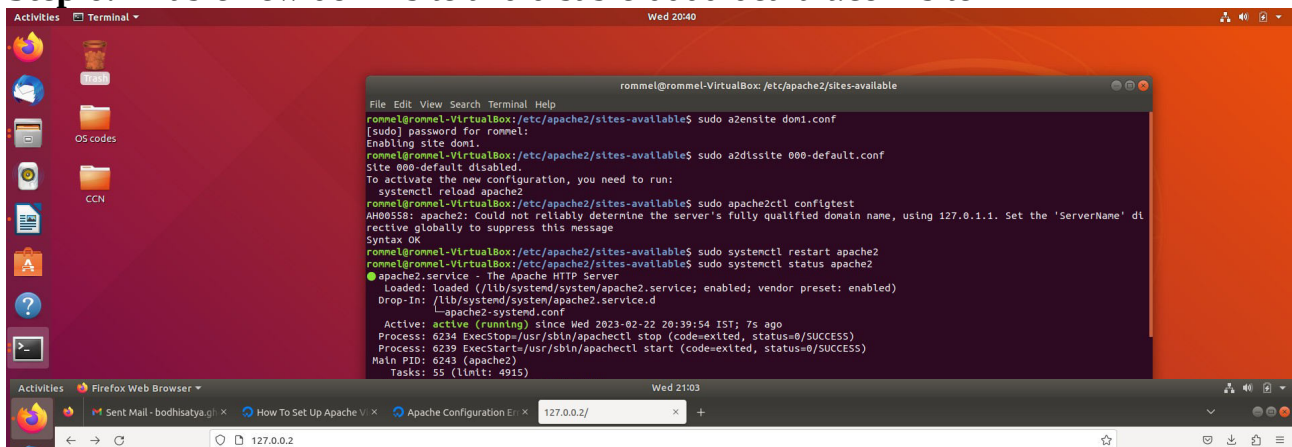 Activities Terminal Wed 20:40
Trash
OS codes
CCN
rommel@rommel-VirtualBox: /etc/apache2/sites-available
File Edit View Search Terminal Help
rommel@rommel-VirtualBox:/etc/apache2/sites-available$ sudo a2ensite dom1.conf
[sudo] password for rommel:
Enabling site dom1.
rommel@rommel-VirtualBox:/etc/apache2/sites-available$ sudo a2dissite 000-default.conf
Site 000-default disabled.
To activate the new configuration, you need to run:
systemctl reload apache2
rommel@rommel-VirtualBox:/etc/apache2/sites-available$ sudo apache2ctl configtest
AH00558: apache2: Could not reliably determine the server's fully qualified domain name, using 127.0.1.1. Set the 'ServerName' di
rective globally to suppress this message
Syntax OK
rommel@rommel-VirtualBox:/etc/apache2/sites-available$ sudo systemctl restart apache2
rommel@rommel-VirtualBox:/etc/apache2/sites-available$ sudo systemctl status apache2
● apache2.service - The Apache HTTP Server
Loaded: loaded (/lib/systemd/system/apache2.service; enabled; vendor preset: enabled)
Drop-In: /lib/systemd/system/apache2.service.d
└─apache2-systemd.conf
Active: active (running) since Wed 2023-02-22 20:39:54 IST; 7s ago
Process: 6234 ExecStop=/usr/sbin/apachectl stop (code=exited, status=0/SUCCESS)
Process: 6239 ExecStart=/usr/sbin/apachectl start (code=exited, status=0/SUCCESS)
Main PID: 6243 (apache2)
Tasks: 55 (limit: 4915)
Activities Firefox Web Browser Wed 21:03
Sent Mail - bodhisatya.gh How To Set Up Apache Vi Apache Configuration Err 127.0.0.2/
127.0.0.2